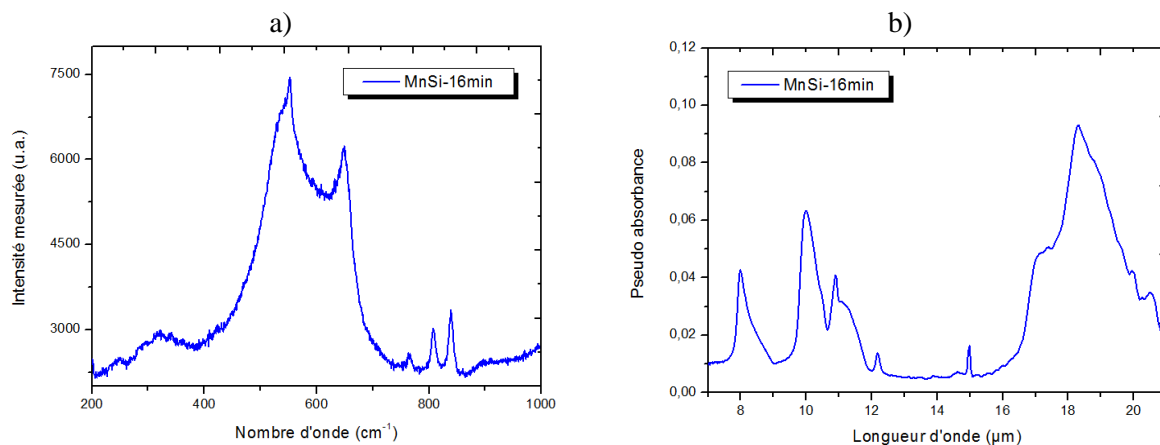 a)
7500
6000
4500
3000
Intensité mesurée (u.a.)
MnSi-16min
200
400
600
800
1000
Nombre d'onde (cm-1)
b)
0,12
0,10
0,08
0,06
0,04
0,02
0,00
Pseudo absorbance
MnSi-16min
8
10
12
14
16
18
20
Longueur d'onde (µm)